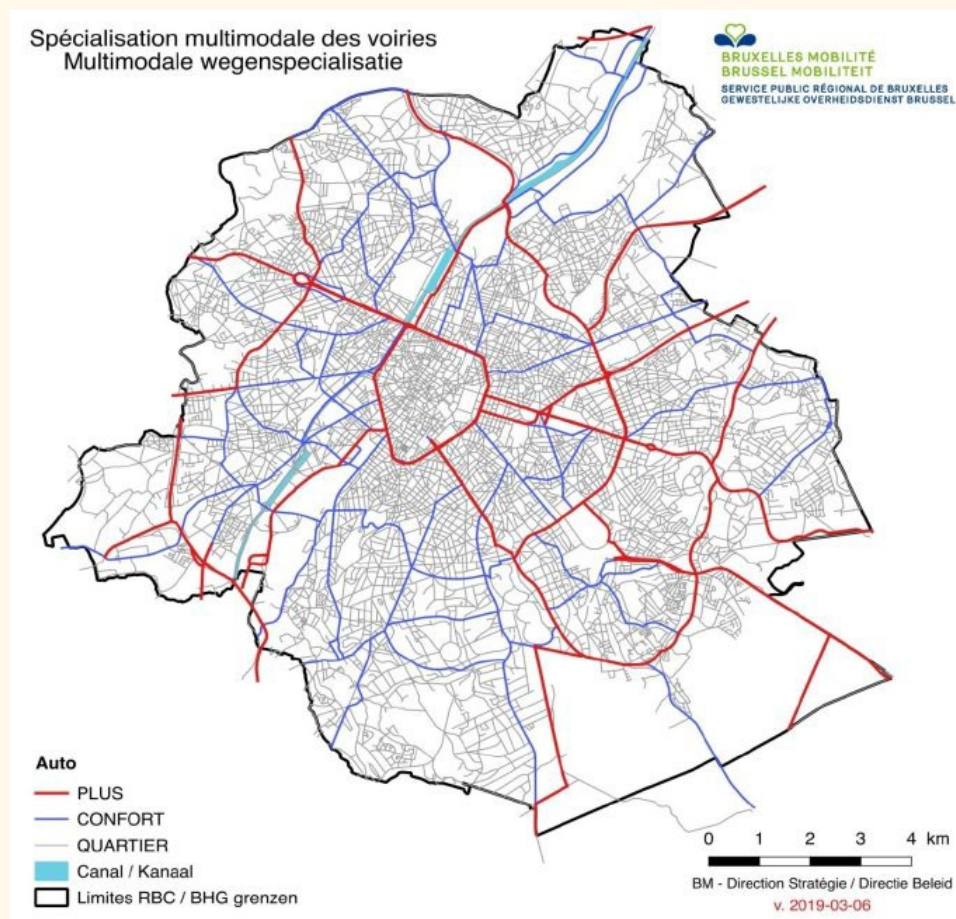 Spécialisation multimodale des voiries
Multimodale wegenspecialisatie
BRUXELLES MOBILITÉ
BRUSSEL MOBILITEIT
SERVICE PUBLIC RÉGIONAL DE BRUXELLES
GEWESTELIJKE OVERHEIDSDIENST BRUSSEL
Auto
PLUS
CONFORT
QUARTIER
Canal / Kanaal
Limites RBC / BHG grenzen
0 1 2 3 4 km
BM - Direction Stratégie / Directie Beleid
v. 2019-03-06